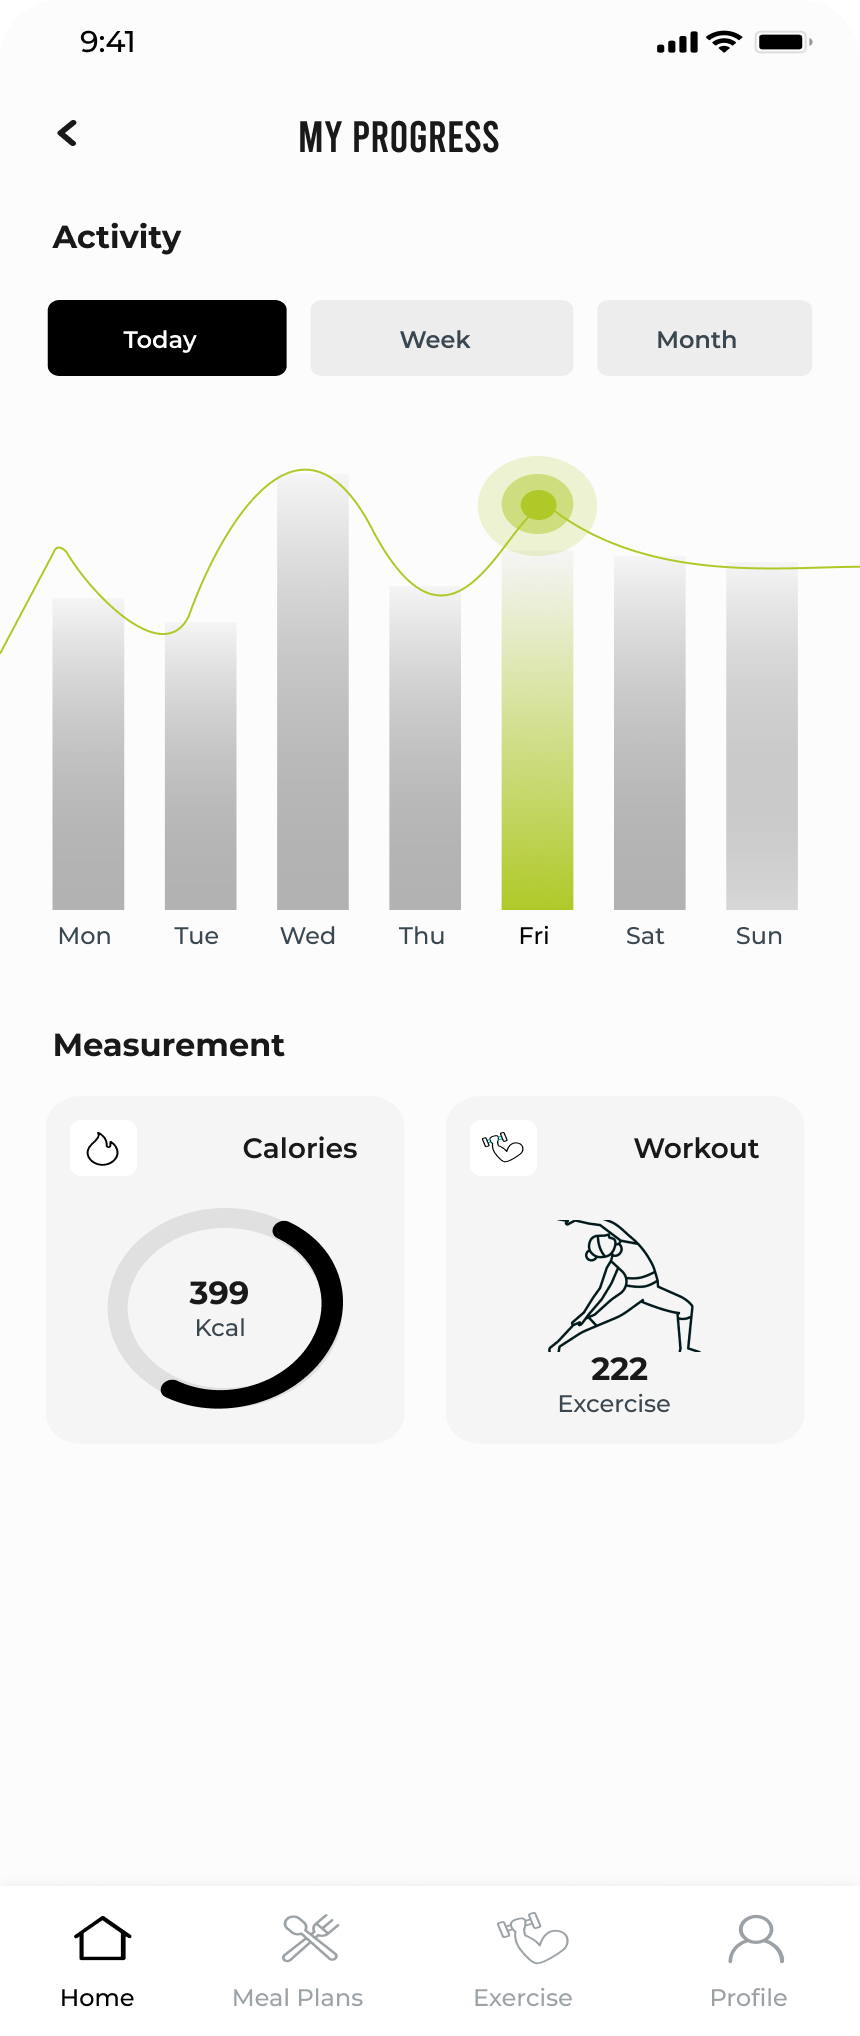 9:41
MY PROGRESS
Activity
Today Week Month
Mon Tue Wed Thu Fri Sat Sun
Measurement
Calories
399
Kcal
Workout
222
Excercise
Home Meal Plans Exercise Profile